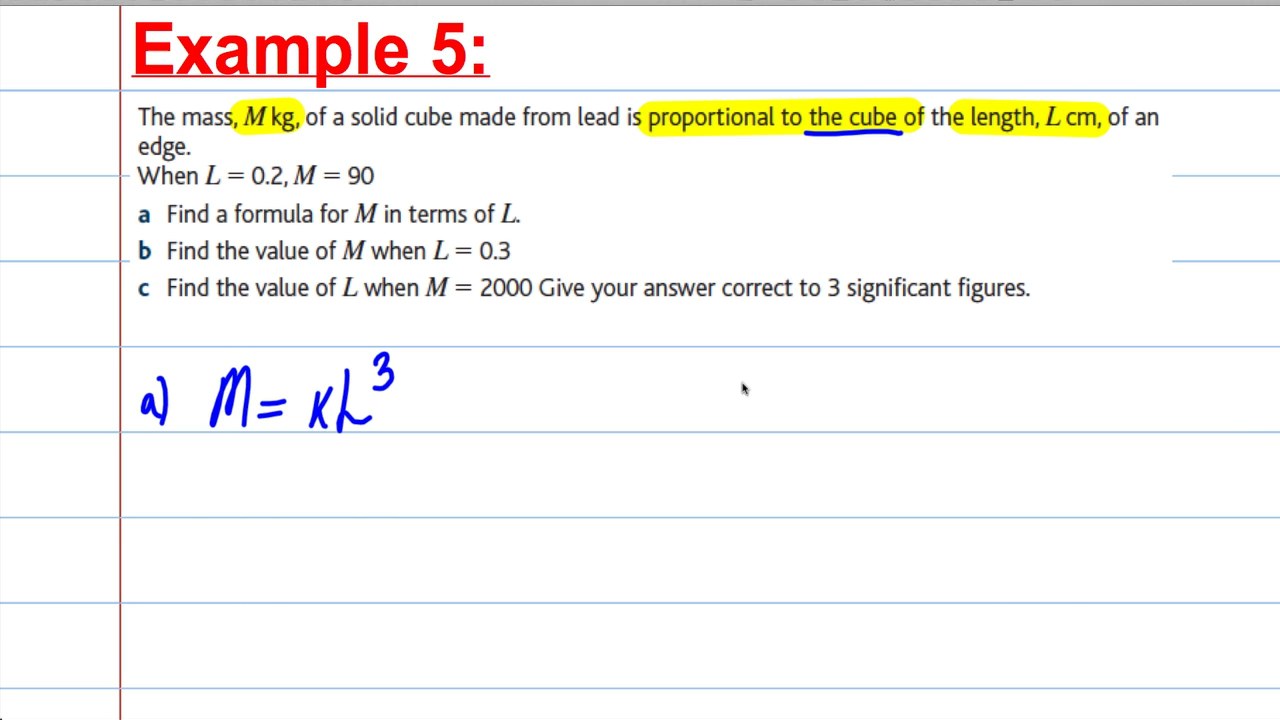 Example 5:
The mass, M kg, of a solid cube made from lead is proportional to the cube of the length, L cm, of an
edge.
When L = 0.2, M = 90
a Find a formula for M in terms of L.
b Find the value of M when L = 0.3
c Find the value of L when M = 2000 Give your answer correct to 3 significant figures.
a) M = KL³